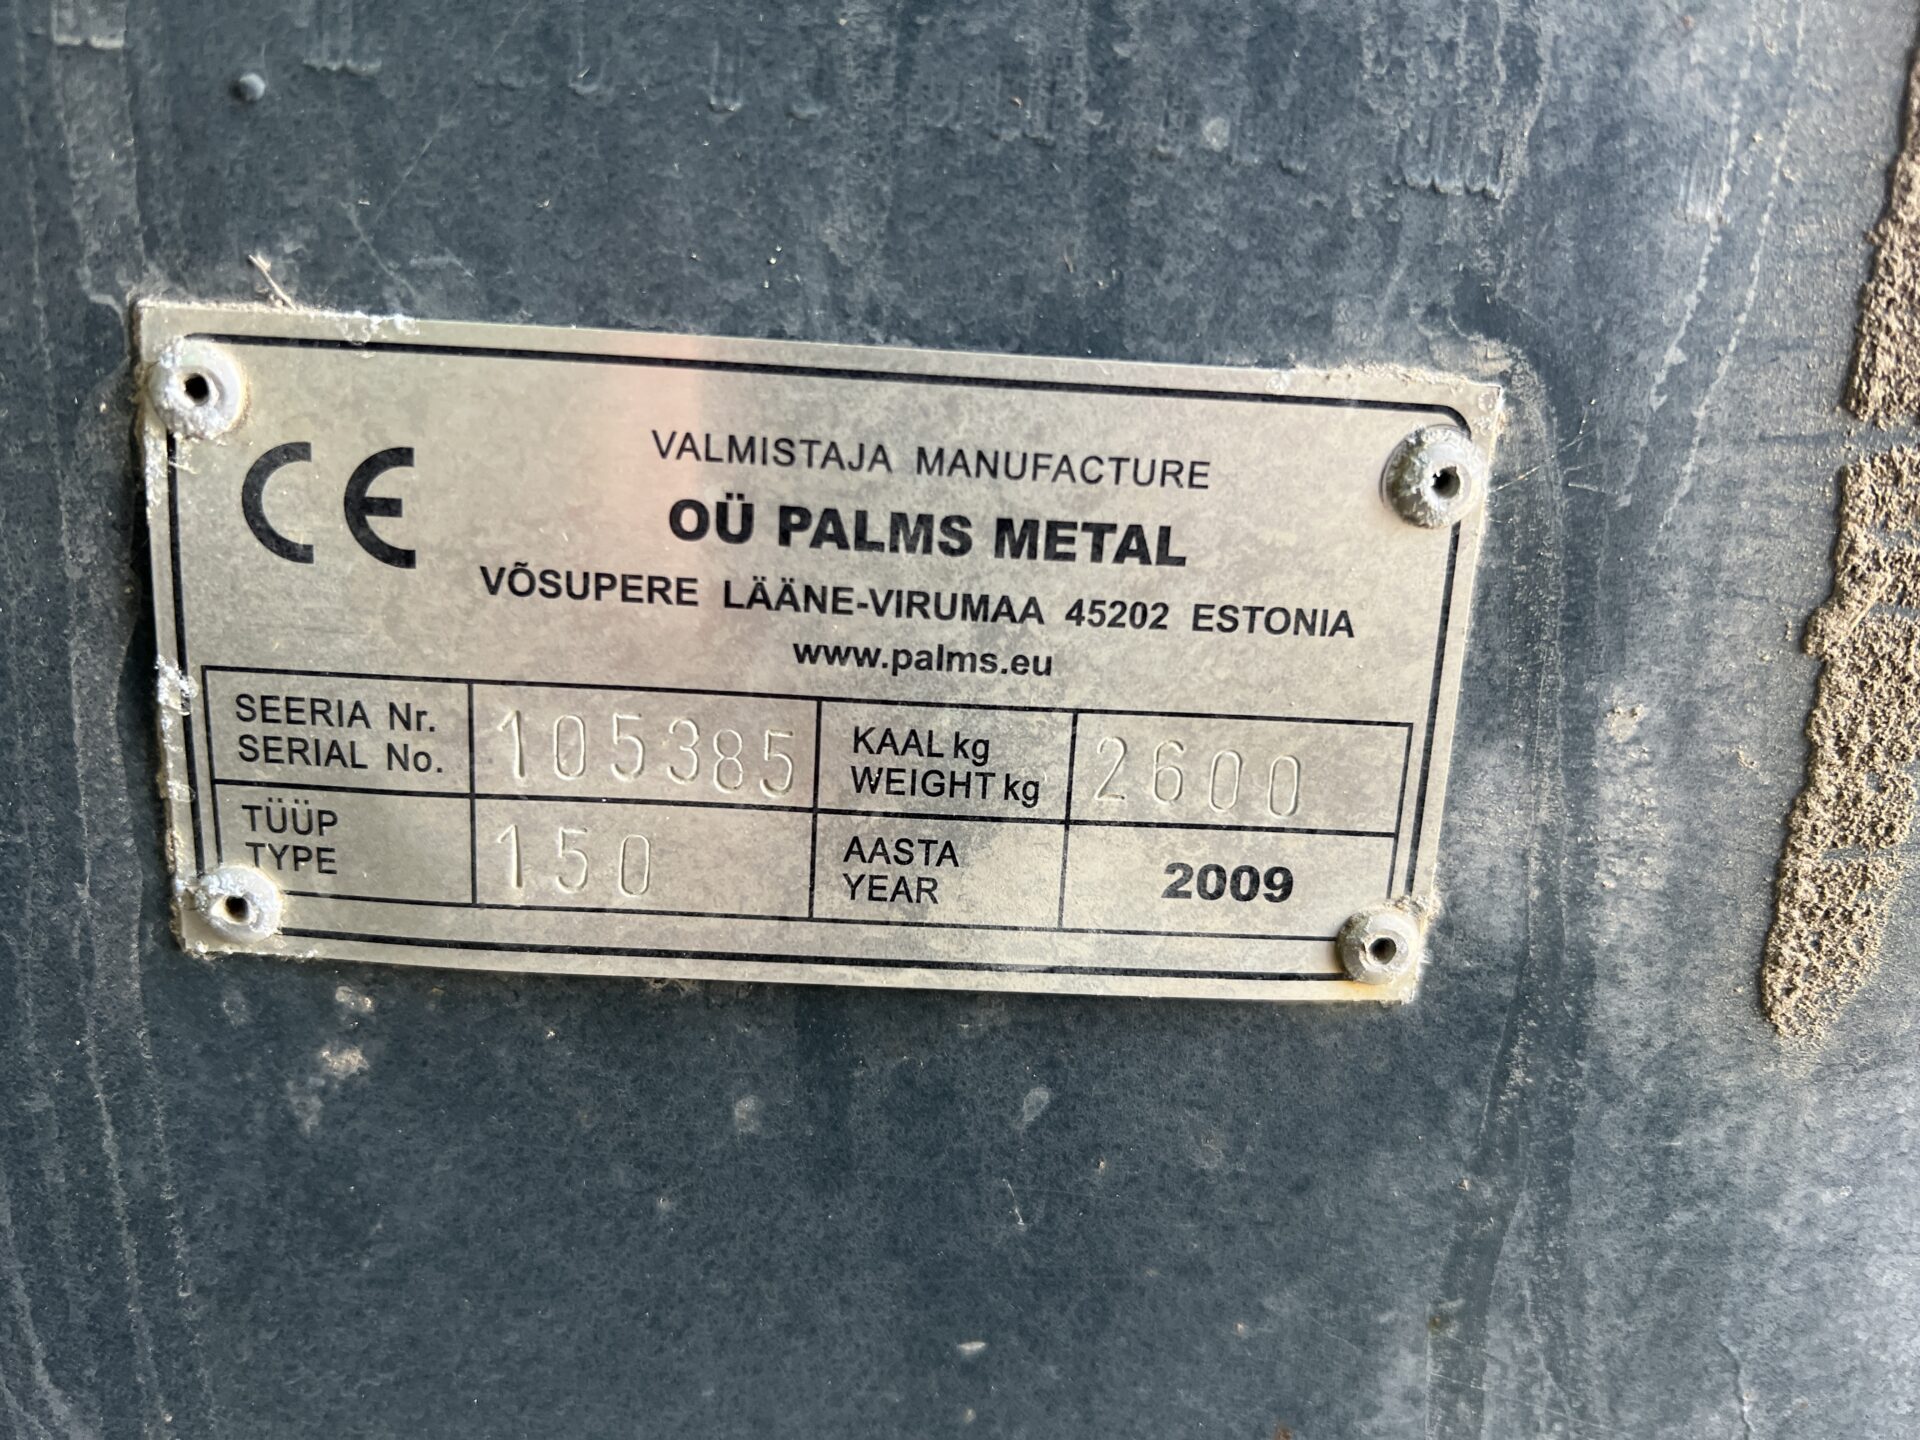 CE
VALMISTAJA MANUFACTURE
OÜ PALMS METAL
VÕSUPERE LÄÄNE-VIRUMAA 45202 ESTONIA
www.palms.eu
SEERIA Nr.
SERIAL No.
105385
KAAL kg
WEIGHT kg
2600
TÜÜP
TYPE
150
AASTA
YEAR
2009